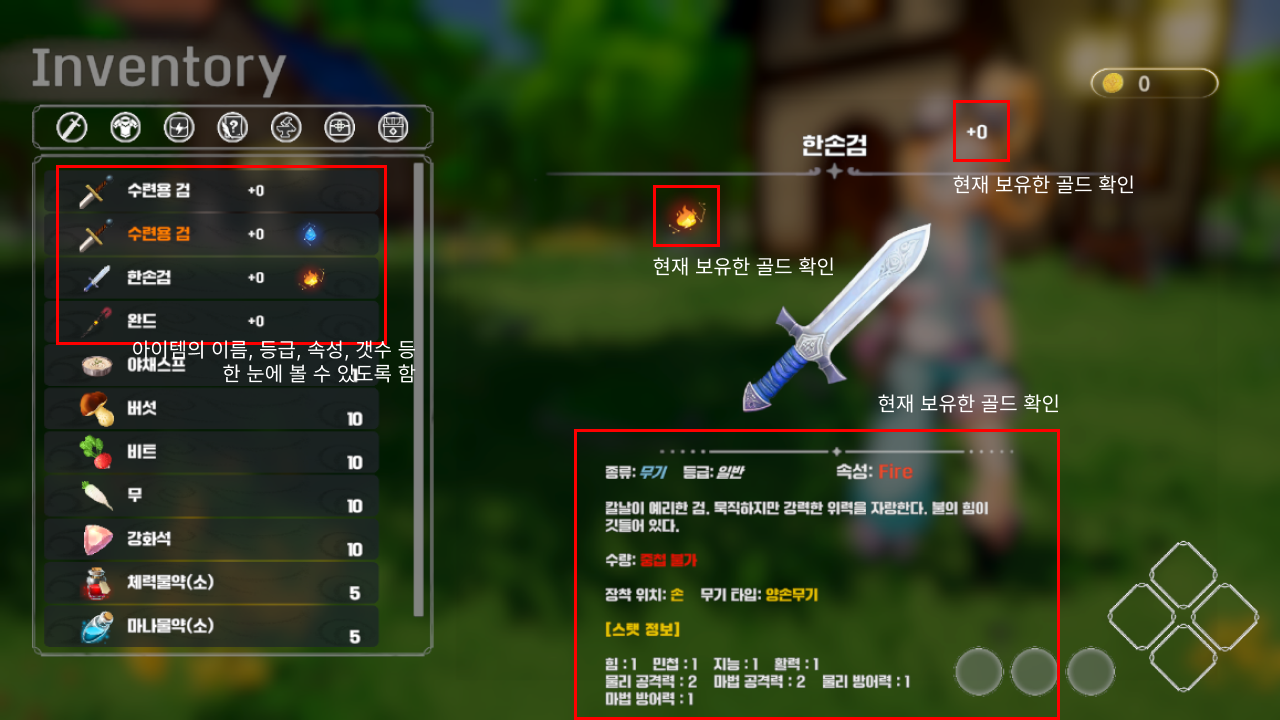 Inventory
0
수련용 검 +0
수련용 검 +0
한손검 +0
완드 +0
아이템의 이름, 등급, 속성, 갯수 등
한 눈에 볼 수 있도록 함
야채스프 1
버섯 10
비트 10
무 10
강화석 10
체력물약(소) 5
마나물약(소) 5
한손검
+0
현재 보유한 골드 확인
현재 보유한 골드 확인
현재 보유한 골드 확인
종류: 무기 등급: 일반 속성: Fire
칼날이 예리한 검. 묵직하지만 강력한 위력을 자랑한다. 불의 힘이
깃들어 있다.
수량: 중첩 불가
장착 위치: 손 무기 타입: 양손무기
[스탯 정보]
힘 : 1 민첩 : 1 지능 : 1 활력 : 1
물리 공격력 : 2 마법 공격력 : 2 물리 방어력 : 1
마법 방어력 : 1